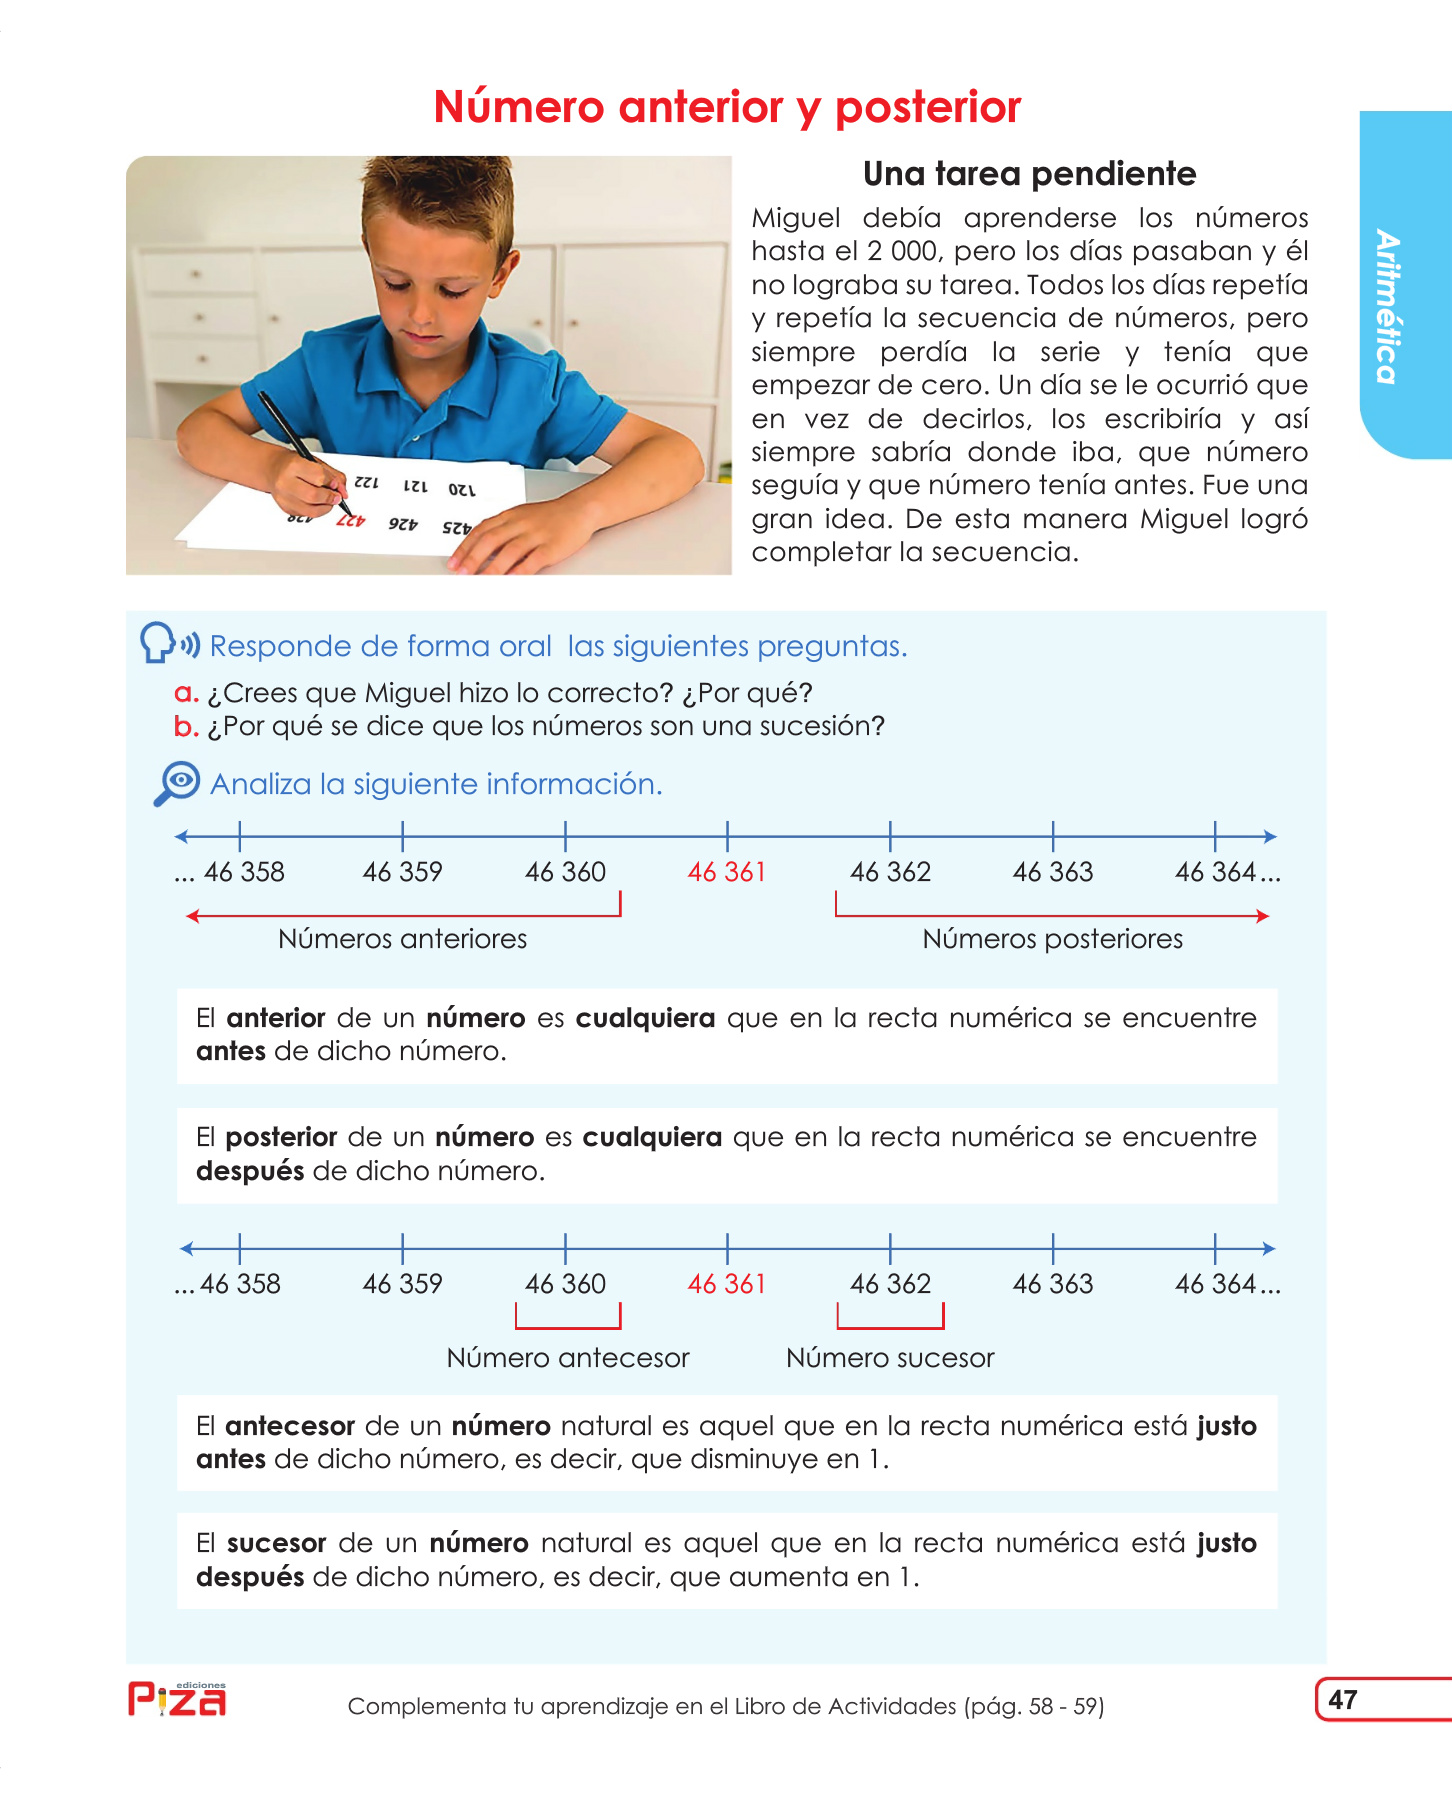 Número anterior y posterior
Una tarea pendiente
Miguel debía aprenderse los números
hasta el 2 000, pero los días pasaban y él
no lograba su tarea. Todos los días repetía
y repetía la secuencia de números, pero
siempre perdía la serie y tenía que
empezar de cero. Un día se le ocurrió que
en vez de decirlos, los escribiría y así
siempre sabría donde iba, que número
seguía y que número tenía antes. Fue una
gran idea. De esta manera Miguel logró
completar la secuencia.
Aritmética
120 121 122
425 426 427 428
Responde de forma oral las siguientes preguntas.
a. ¿Crees que Miguel hizo lo correcto? ¿Por qué?
b. ¿Por qué se dice que los números son una sucesión?
Analiza la siguiente información.
... 46 358 46 359 46 360 46 361 46 362 46 363 46 364 ...
Números anteriores Números posteriores
El anterior de un número es cualquiera que en la recta numérica se encuentre
antes de dicho número.
El posterior de un número es cualquiera que en la recta numérica se encuentre
después de dicho número.
... 46 358 46 359 46 360 46 361 46 362 46 363 46 364 ...
Número antecesor Número sucesor
El antecesor de un número natural es aquel que en la recta numérica está justo
antes de dicho número, es decir, que disminuye en 1.
El sucesor de un número natural es aquel que en la recta numérica está justo
después de dicho número, es decir, que aumenta en 1.
ediciones
Piza
Complementa tu aprendizaje en el Libro de Actividades (pág. 58 - 59)
47